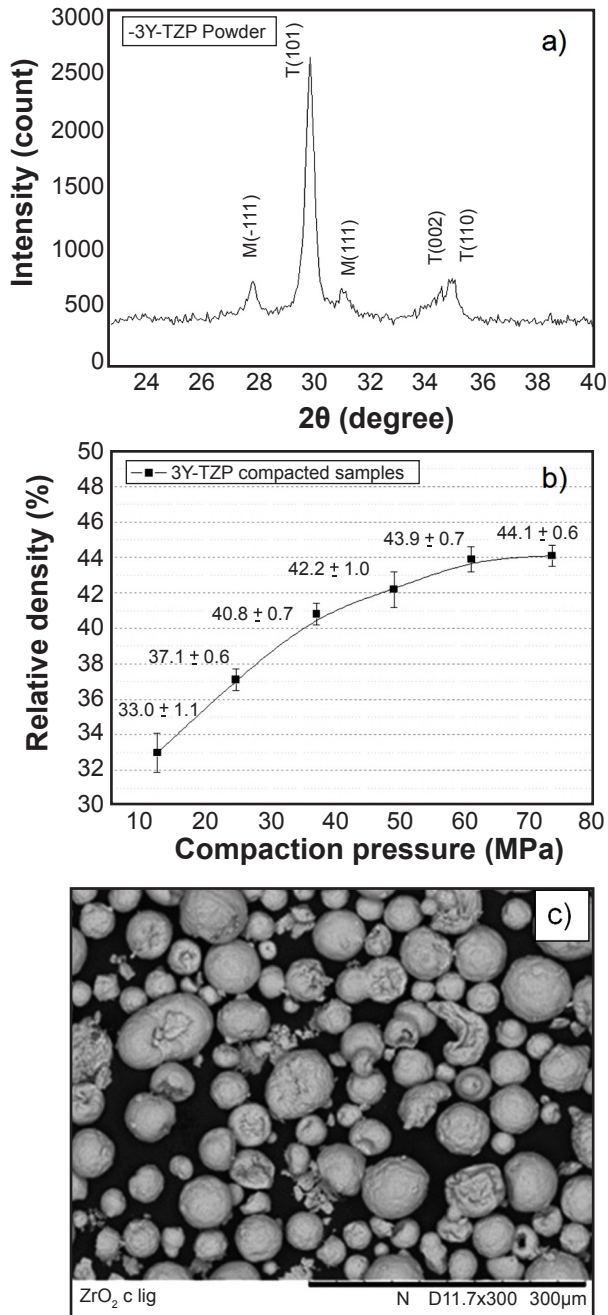 3000
-3Y-TZP Powder
a)
T(101)
2500
2000
1500
1000
500
0
Intensity (count)
M(-111)
M(111)
T(002)
T(110)
24 26 28 30 32 34 36 38 40
2θ (degree)
50
48
46
44
42
40
38
36
34
32
30
Relative density (%)
3Y-TZP compacted samples
b)
33.0 ± 1.1
37.1 ± 0.6
40.8 ± 0.7
42.2 ± 1.0
43.9 ± 0.7
44.1 ± 0.6
10 20 30 40 50 60 70 80
Compaction pressure (MPa)
c)
ZrO₂ c lig N D11.7x300 300µm